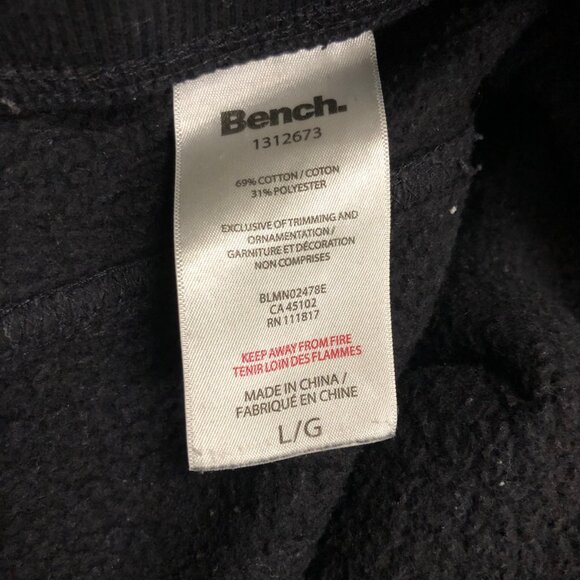 Bench.
1312673
69% COTTON / COTON
31% POLYESTER
EXCLUSIVE OF TRIMMING AND
ORNAMENTATION /
GARNITURE ET DÉCORATION
NON COMPRISES
BLMN02478E
CA 45102
RN 111817
KEEP AWAY FROM FIRE
TENIR LOIN DES FLAMMES
MADE IN CHINA /
FABRIQUÉ EN CHINE
L/G